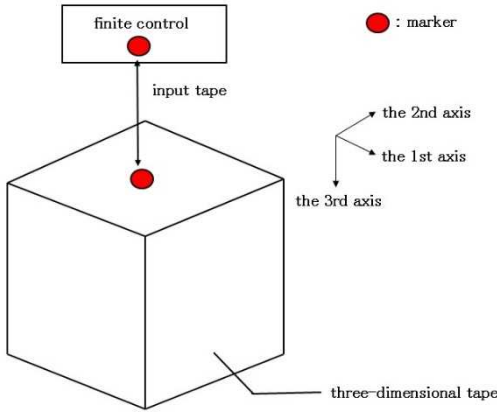 finite control
: marker
input tape
the 2nd axis
the 1st axis
the 3rd axis
three-dimensional tape